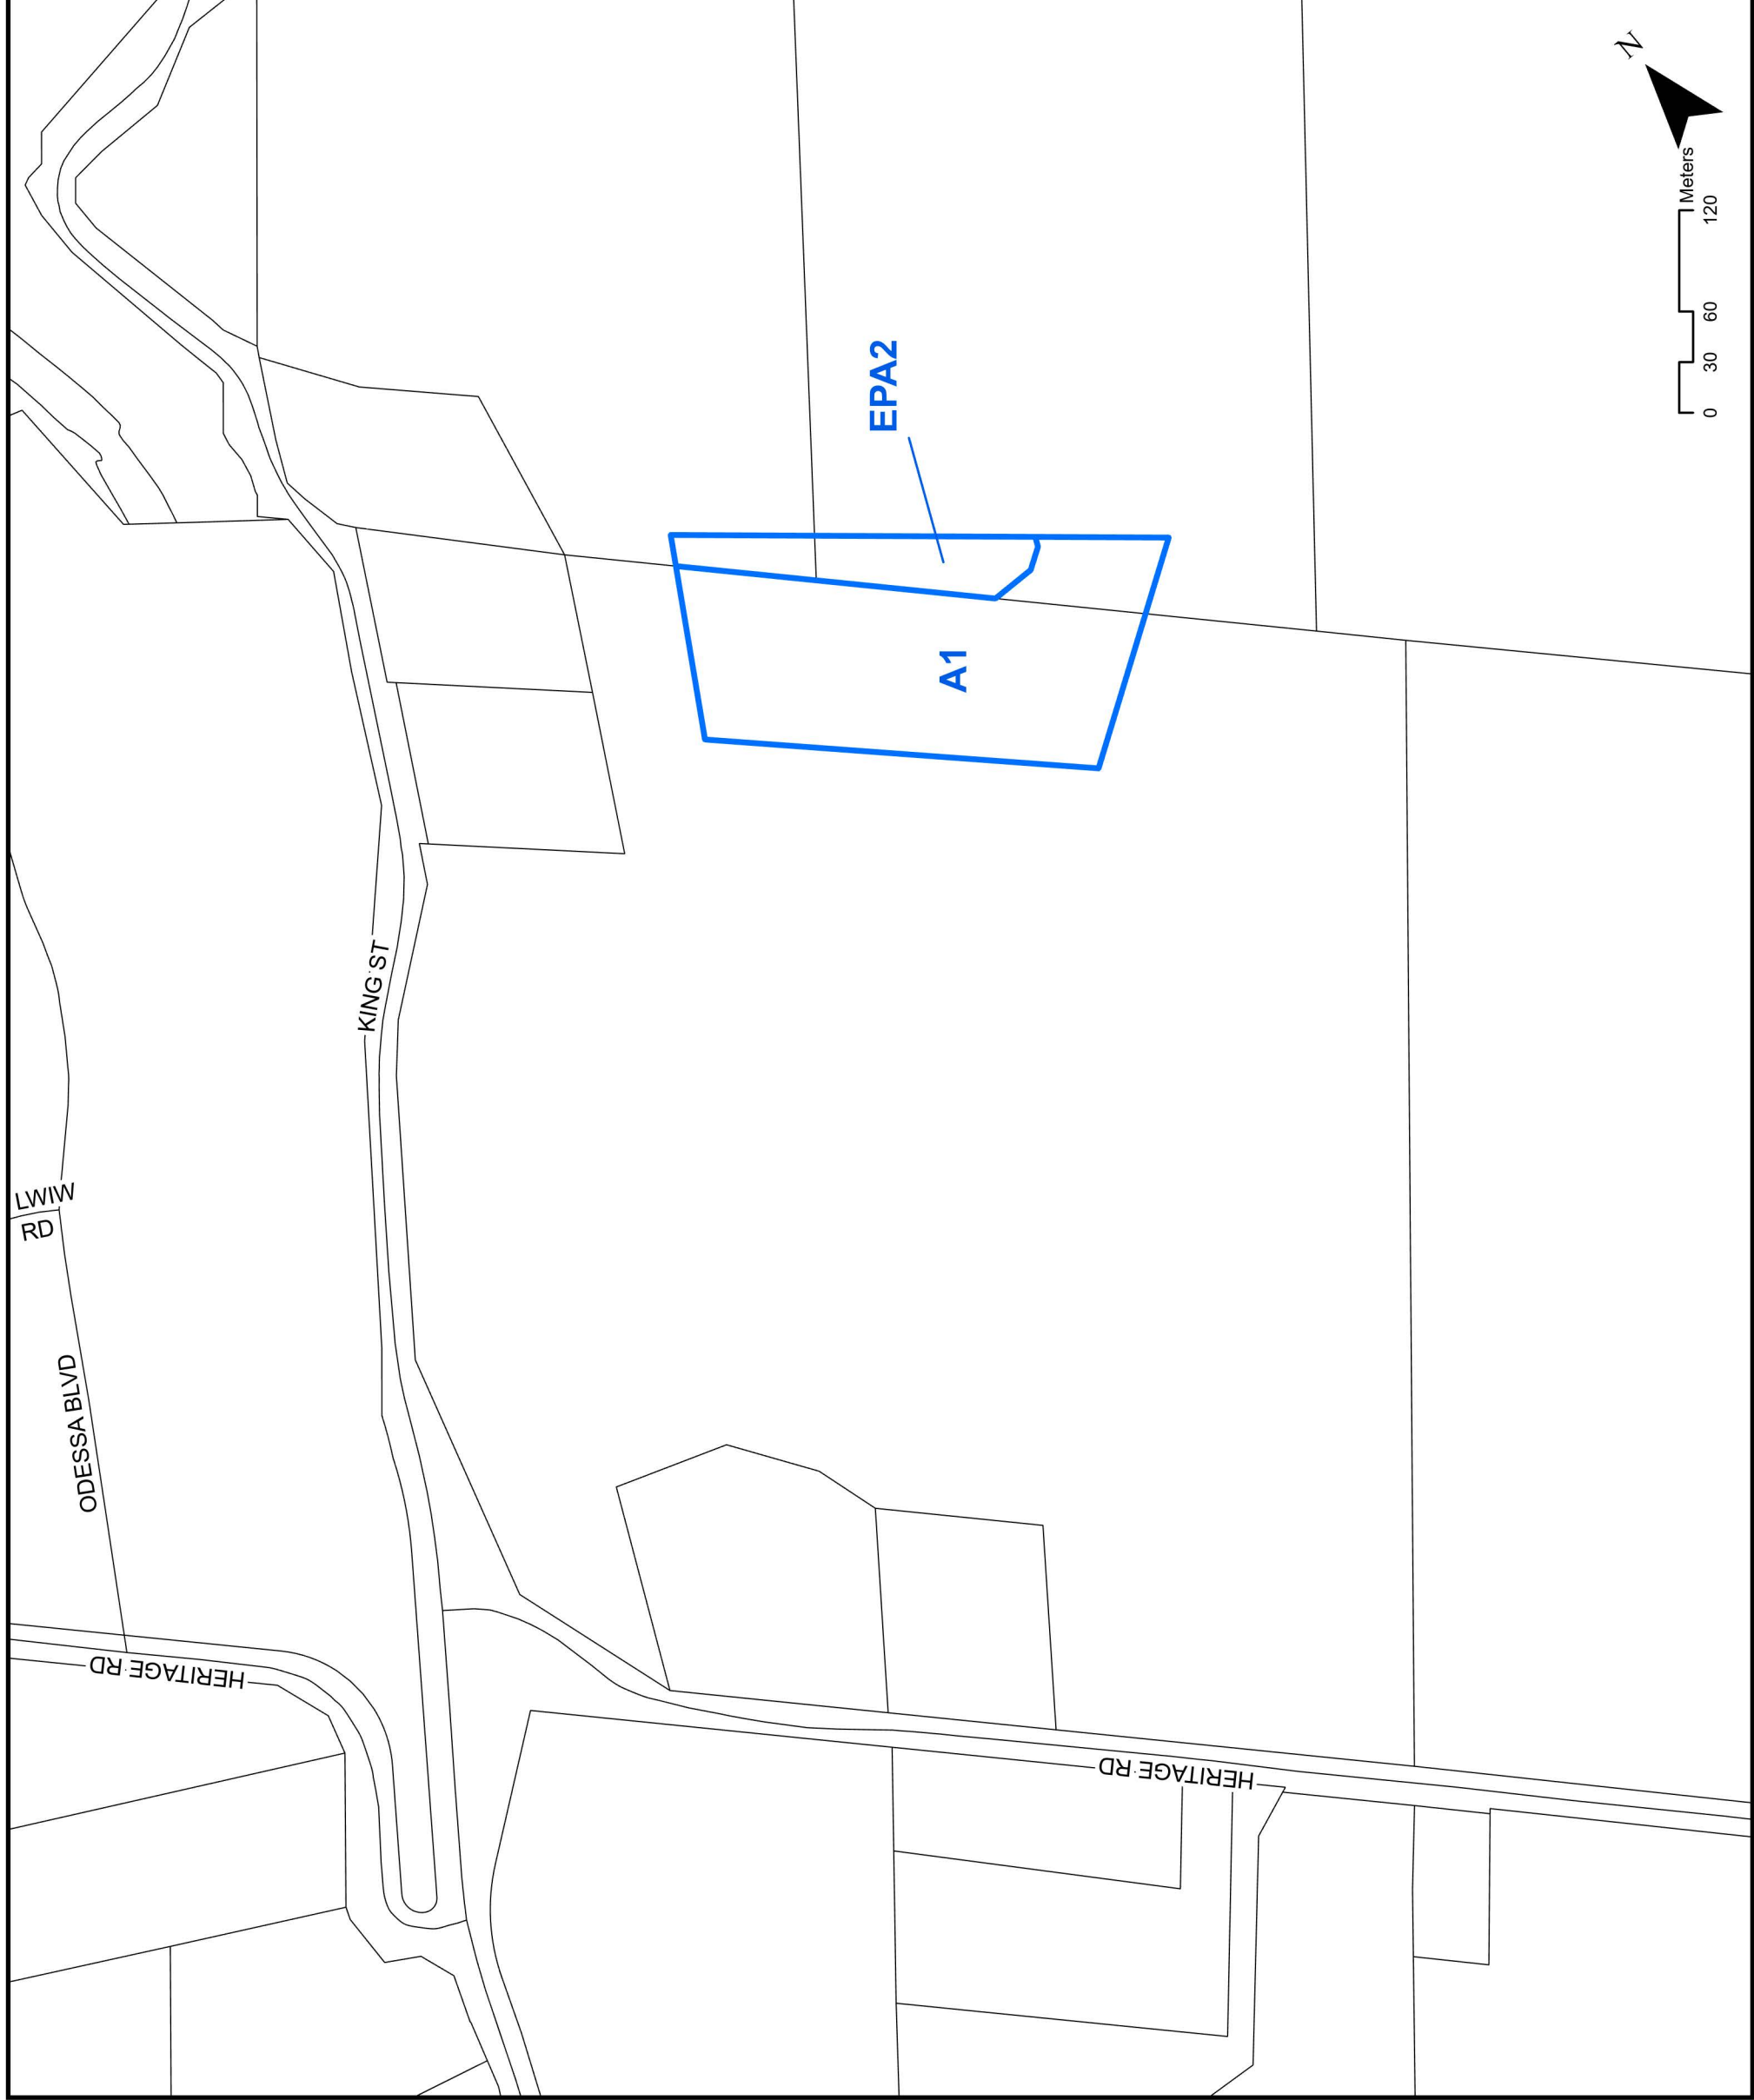 N
Meters
0 30 60 120
EPA2
A1
KING ST
LWIW
RD
ODESSA BLVD
HERITAGE RD
HERITAGE RD